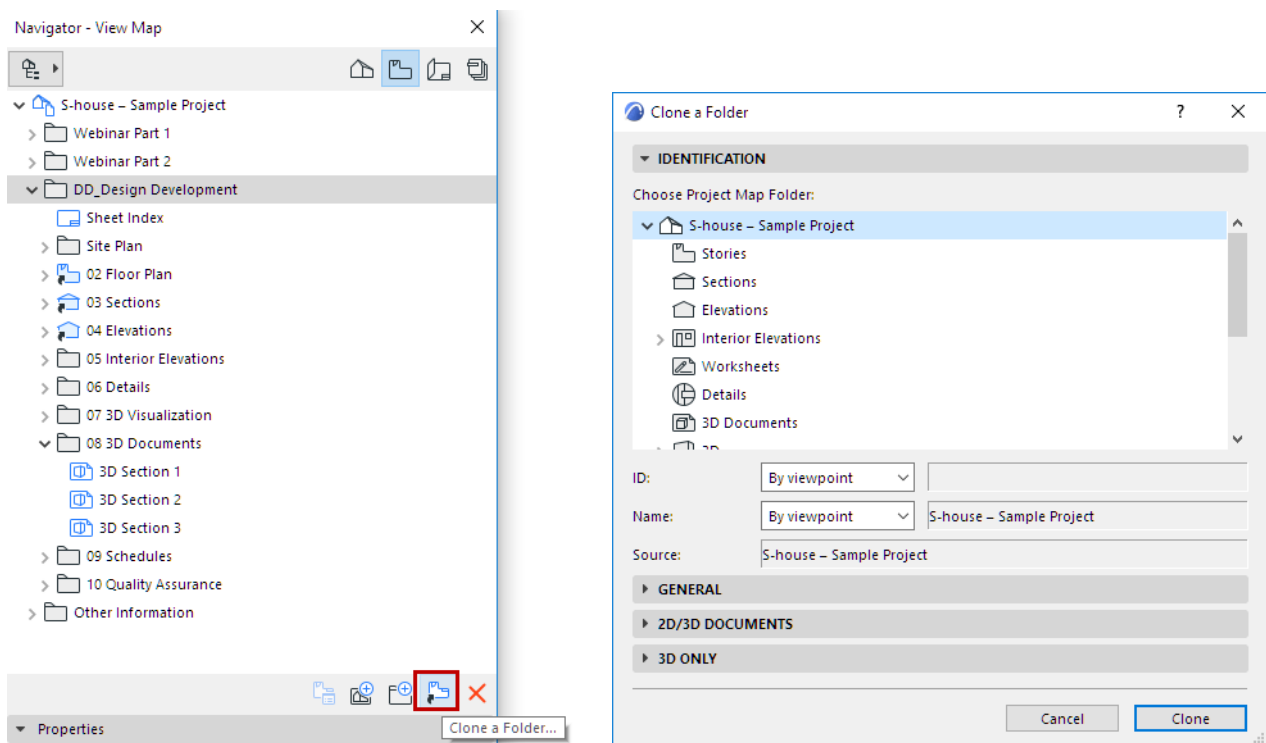 Navigator - View Map
S-house – Sample Project
Webinar Part 1
Webinar Part 2
DD_Design Development
Sheet Index
Site Plan
02 Floor Plan
03 Sections
04 Elevations
05 Interior Elevations
06 Details
07 3D Visualization
08 3D Documents
3D Section 1
3D Section 2
3D Section 3
09 Schedules
10 Quality Assurance
Other Information
Properties
Clone a Folder...
Clone a Folder
?
IDENTIFICATION
Choose Project Map Folder:
S-house – Sample Project
Stories
Sections
Elevations
Interior Elevations
Worksheets
Details
3D Documents
3D
ID: By viewpoint
Name: By viewpoint S-house – Sample Project
Source: S-house – Sample Project
GENERAL
2D/3D DOCUMENTS
3D ONLY
Cancel Clone